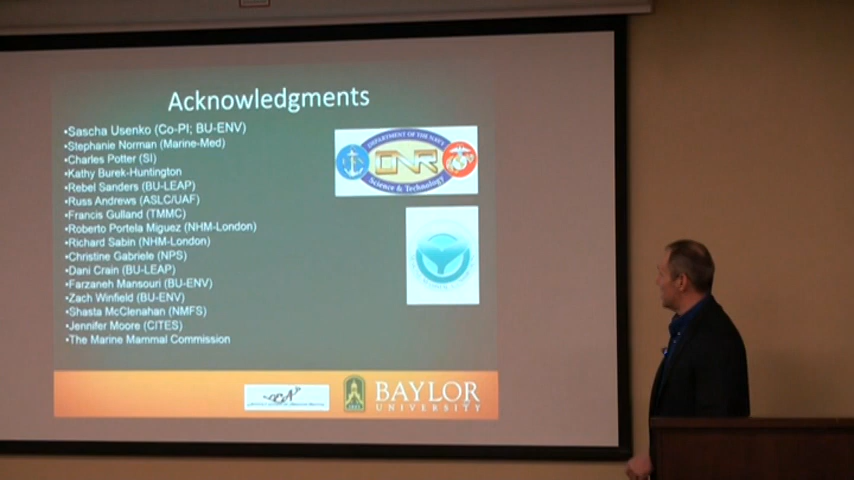 Acknowledgments
•Sascha Usenko (Co-PI; BU-ENV)
•Stephanie Norman (Marine-Med)
•Charles Potter (SI)
•Kathy Burek-Huntington
•Rebel Sanders (BU-LEAP)
•Russ Andrews (ASLC/UAF)
•Francis Gulland (TMMC)
•Roberto Portela Miguez (NHM-London)
•Richard Sabin (NHM-London)
•Christine Gabriele (NPS)
•Dani Crain (BU-LEAP)
•Farzaneh Mansouri (BU-ENV)
•Zach Winfield (BU-ENV)
•Shasta McClenahan (NMFS)
•Jennifer Moore (CITES)
•The Marine Mammal Commission
DEPARTMENT OF THE NAVY
ONR
Science & Technology
BAYLOR
UNIVERSITY